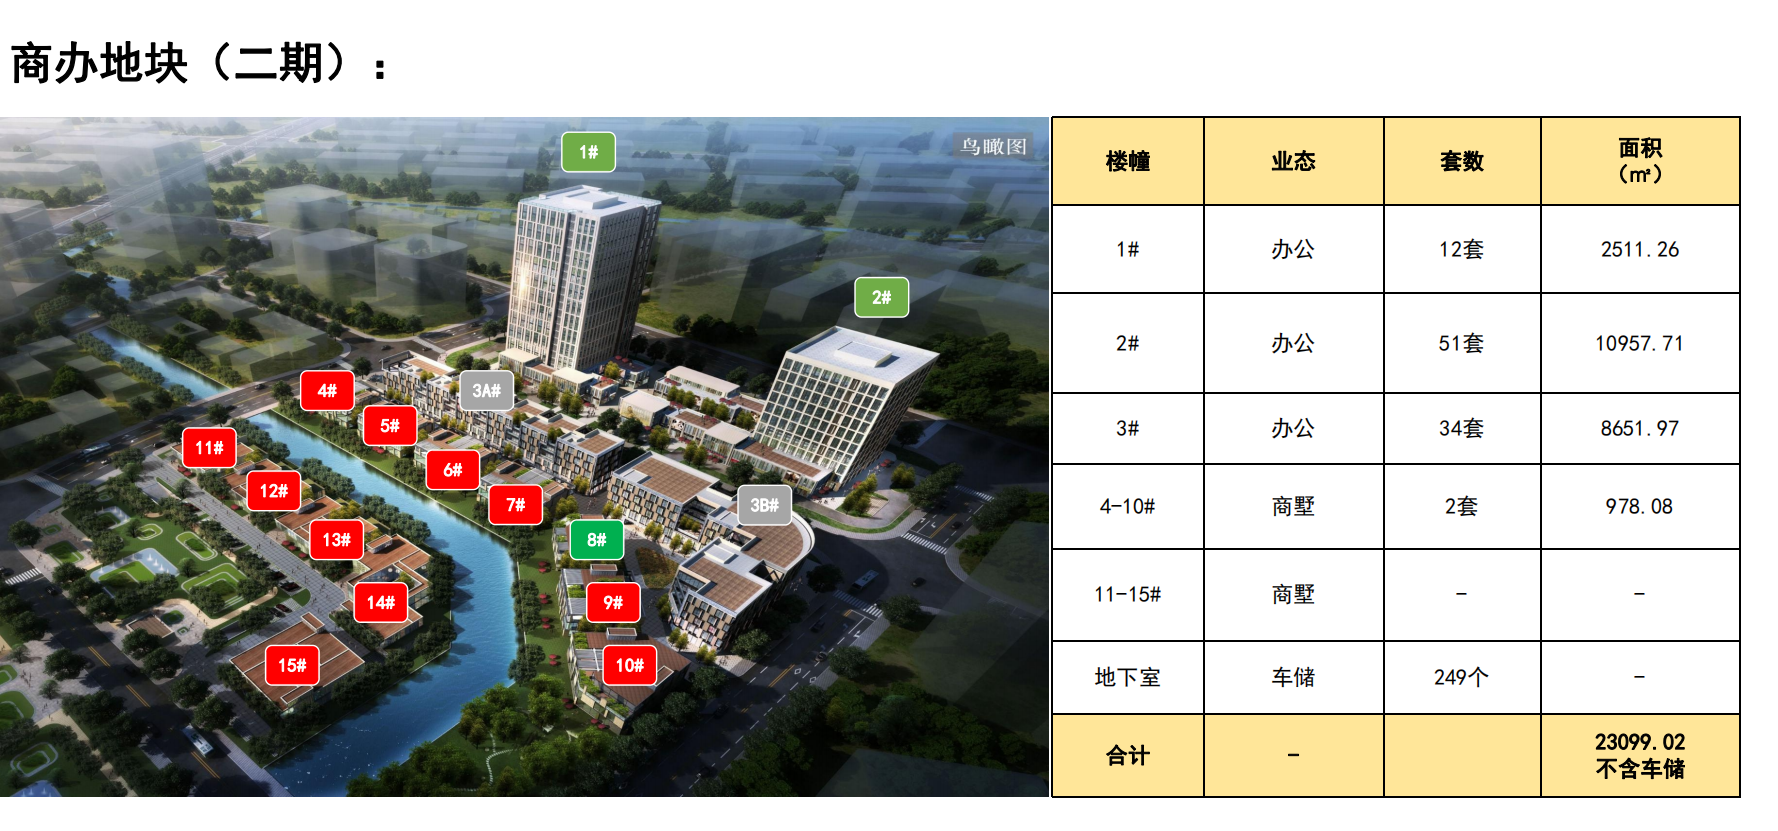 商办地块（二期）：
鸟瞰图
1#
2#
4#
3A#
5#
11#
6#
12#
7#
3B#
13#
8#
14#
9#
15#
10#
楼幢 业态 套数 面积
（㎡）
1# 办公 12套 2511.26
2# 办公 51套 10957.71
3# 办公 34套 8651.97
4-10# 商墅 2套 978.08
11-15# 商墅 - -
地下室 车储 249个 -
合计 - 23099.02
不含车储